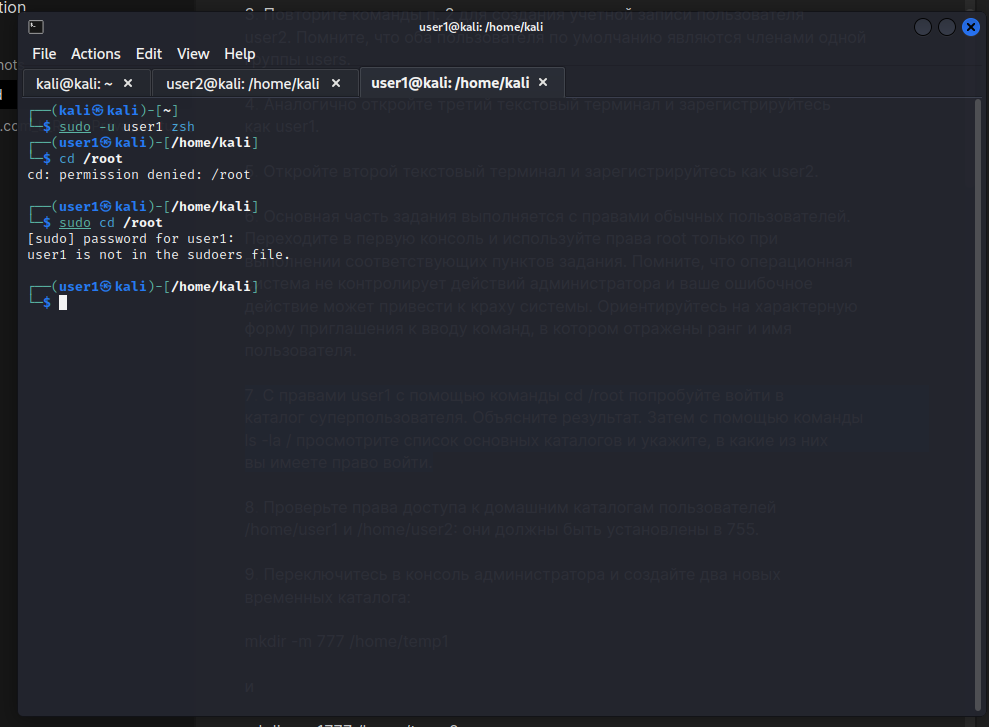 tion
3 Повторите команды
для создания учетной записи пользователя
user1@kali: /home/kali
user2. Помните, что оба пользователя по умолчанию являются членами одной
группы users.
File Actions Edit View Help
kali@kali: ~ × user2@kali: /home/kali × user1@kali: /home/kali ×
┌──(kali㉿kali)-[~]
4 Аналогично откройте третий текстовый терминал и зарегистрируйтесь
└─$ sudo -u user1 zsh
как user1.
┌──(user1㉿kali)-[/home/kali]
└─$ cd /root
cd: permission denied: /root
Откройте второй текстовый терминал и зарегистрируйтесь как user2.
┌──(user1㉿kali)-[/home/kali]
6 Основная часть задания выполняется с правами обычных пользователей.
└─$ sudo cd /root
[sudo] password for user1:
Переходите в первую консоль и используйте права root только при
user1 is not in the sudoers file.
выполнении соответствующих пунктов задания. Помните, что операционная
┌──(user1㉿kali)-[/home/kali]
система не контролирует действий администратора и ваше ошибочное
└─$
действие может привести к краху системы. Ориентируйтесь на характерную
форму приглашения к вводу команд, в котором отражены ранг и имя
пользователя.
7 С правами user1 с помощью команды cd /root попробуйте войти в
каталог суперпользователя. Объясните результат. Затем с помощью команды
ls -la / просмотрите список основных каталогов и укажите, в какие из них
вы имеете право войти.
8 Проверьте права доступа к домашним каталогам пользователей
/home/user1 и /home/user2: они должны быть установлены в 755.
9 Переключитесь в консоль администратора и создайте два новых
временных каталога:
mkdir -m 777 /home/temp1
и